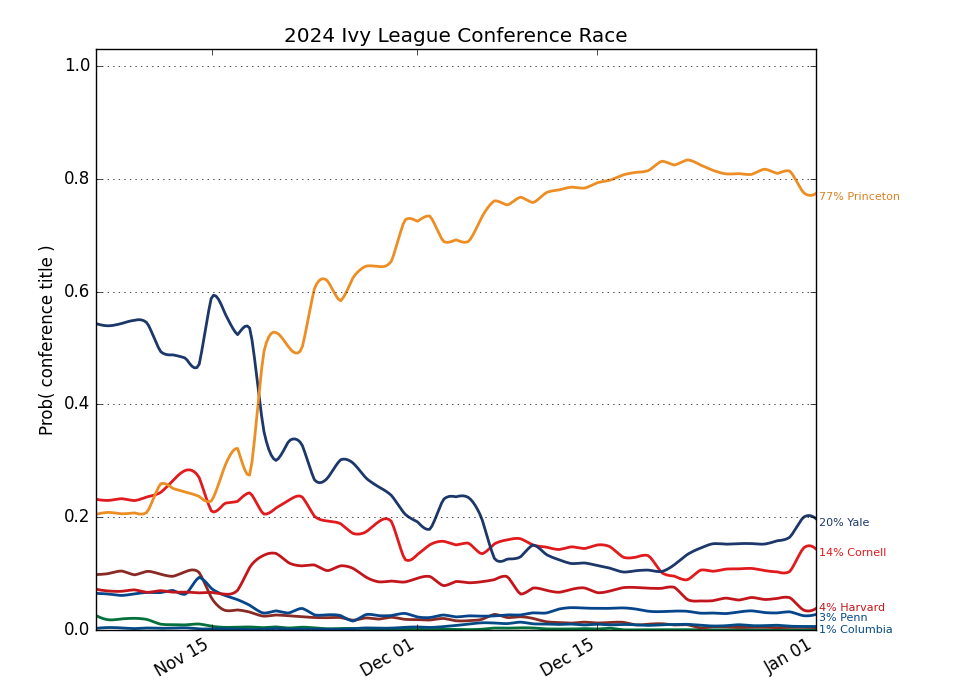 2024 Ivy League Conference Race
Prob( conference title )
1.0
0.8
0.6
0.4
0.2
0.0
Nov 15
Dec 01
Dec 15
Jan 01
77% Princeton
20% Yale
14% Cornell
4% Harvard
3% Penn
1% Columbia